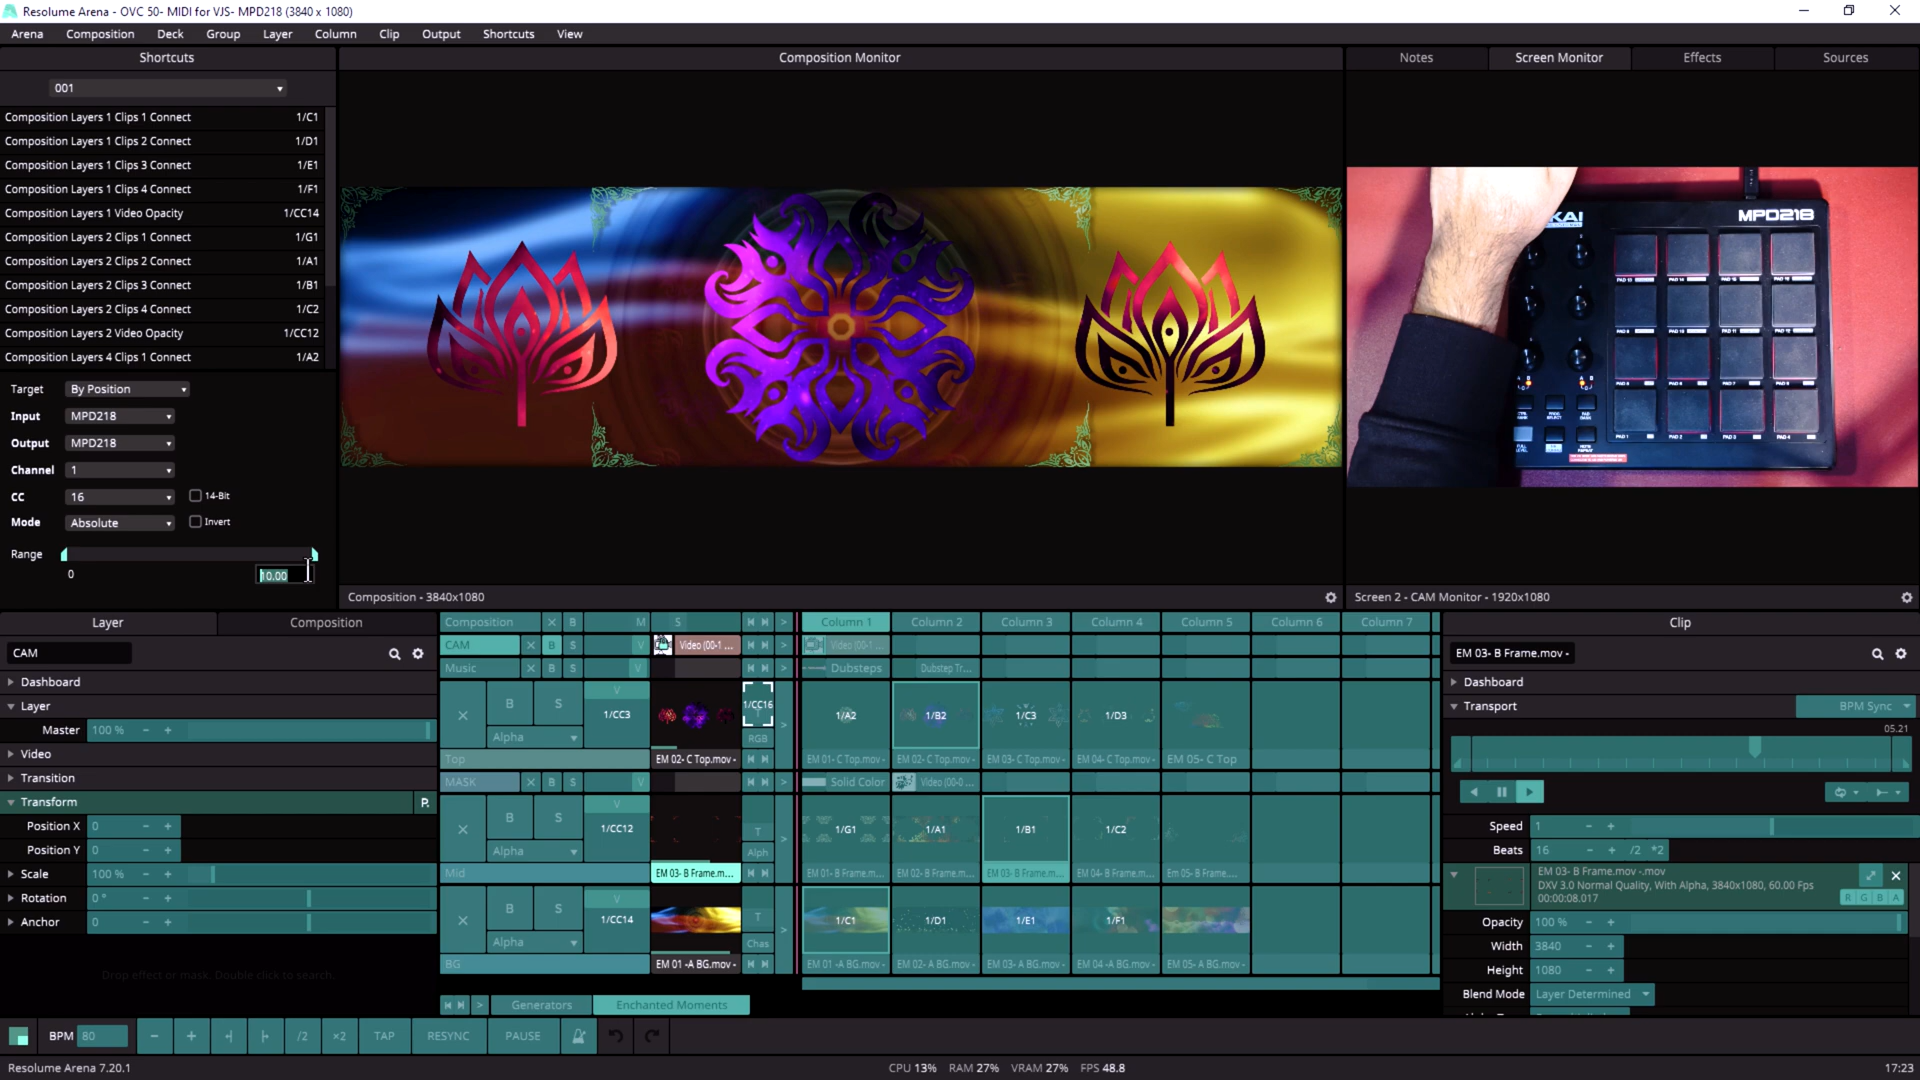 Resolume Arena - OVC 50- MIDI for VJS- MPD218 (3840 x 1080)
Arena Composition Deck Group Layer Column Clip Output Shortcuts View
Shortcuts
001
Composition Layers 1 Clips 1 Connect 1/C1
Composition Layers 1 Clips 2 Connect 1/D1
Composition Layers 1 Clips 3 Connect 1/E1
Composition Layers 1 Clips 4 Connect 1/F1
Composition Layers 1 Video Opacity 1/CC14
Composition Layers 2 Clips 1 Connect 1/G1
Composition Layers 2 Clips 2 Connect 1/A1
Composition Layers 2 Clips 3 Connect 1/B1
Composition Layers 2 Clips 4 Connect 1/C2
Composition Layers 2 Video Opacity 1/CC12
Composition Layers 4 Clips 1 Connect 1/A2
Target By Position
Input MPD218
Output MPD218
Channel 1
CC 16 14-Bit
Mode Absolute Invert
Range
0 10.00
Composition Monitor
Composition - 3840x1080
Notes Screen Monitor Effects Sources
KAI
MPD218
Screen 2 - CAM Monitor - 1920x1080
Layer Composition
CAM
Dashboard
Layer
Master 100 % - +
Video
Transition
Transform P.
Position X 0 - +
Position Y 0 - +
Scale 100 % - +
Rotation 0 ° - +
Anchor 0 - +
Drop effect or mask. Double click to search.
Composition X B M S > Column 1 Column 2 Column 3 Column 4 Column 5 Column 6 Column 7
CAM X B S V Video (00-1 ... > Video (00-1 ...
Music X B S V > Dubsteps Dubstep Tr...
X B S V 1/CC3 1/CC16 T > 1/A2 1/B2 1/C3 1/D3
Alpha RGB
Top EM 02- C Top.mov - EM 01- C Top.mov - EM 02- C Top.mov - EM 03- C Top.mov - EM 04- C Top.mov - EM 05- C Top
MASK X B S V > Solid Color Video (00-0 ...
X B S V 1/CC12 T > 1/G1 1/A1 1/B1 1/C2
Alpha Alph
Mid EM 03- B Frame.m... EM 01- B Frame.m... EM 02- B Frame.m... EM 03- B Frame.m... EM 04- B Frame.m... Em 05- B Frame....
X B S V 1/CC14 T > 1/C1 1/D1 1/E1 1/F1
Alpha Chas
BG EM 01 -A BG.mov - EM 01 -A BG.mov - EM 02- A BG.mov - EM 03- A BG.mov - EM 04 -A BG.mov - EM 05- A BG.mov -
> Generators Enchanted Moments
Clip
EM 03- B Frame.mov -
Dashboard
Transport BPM Sync
05.21
Speed 1 - +
Beats 16 - + /2 *2
EM 03- B Frame.mov -.mov
DXV 3.0 Normal Quality, With Alpha, 3840x1080, 60.00 Fps
00:00:08.017 R G B A
Opacity 100 %
Width 3840 - +
Height 1080 - +
Blend Mode Layer Determined
BPM 80 - + /2 x2 TAP RESYNC PAUSE
Resolume Arena 7.20.1 CPU 13% RAM 27% VRAM 27% FPS 48.8 17:23